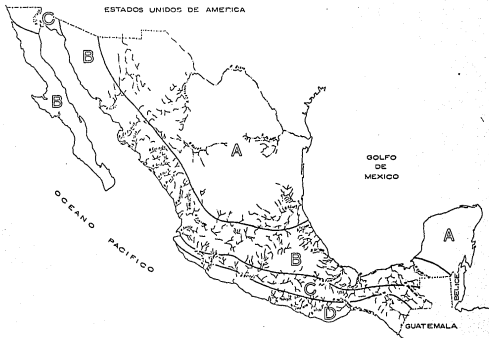 ESTADOS UNIDOS DE AMERICA
C
B
B
A
GOLFO
DE
MEXICO
OCEANO PACIFICO
A
B
C
D
BELICE
GUATEMALA